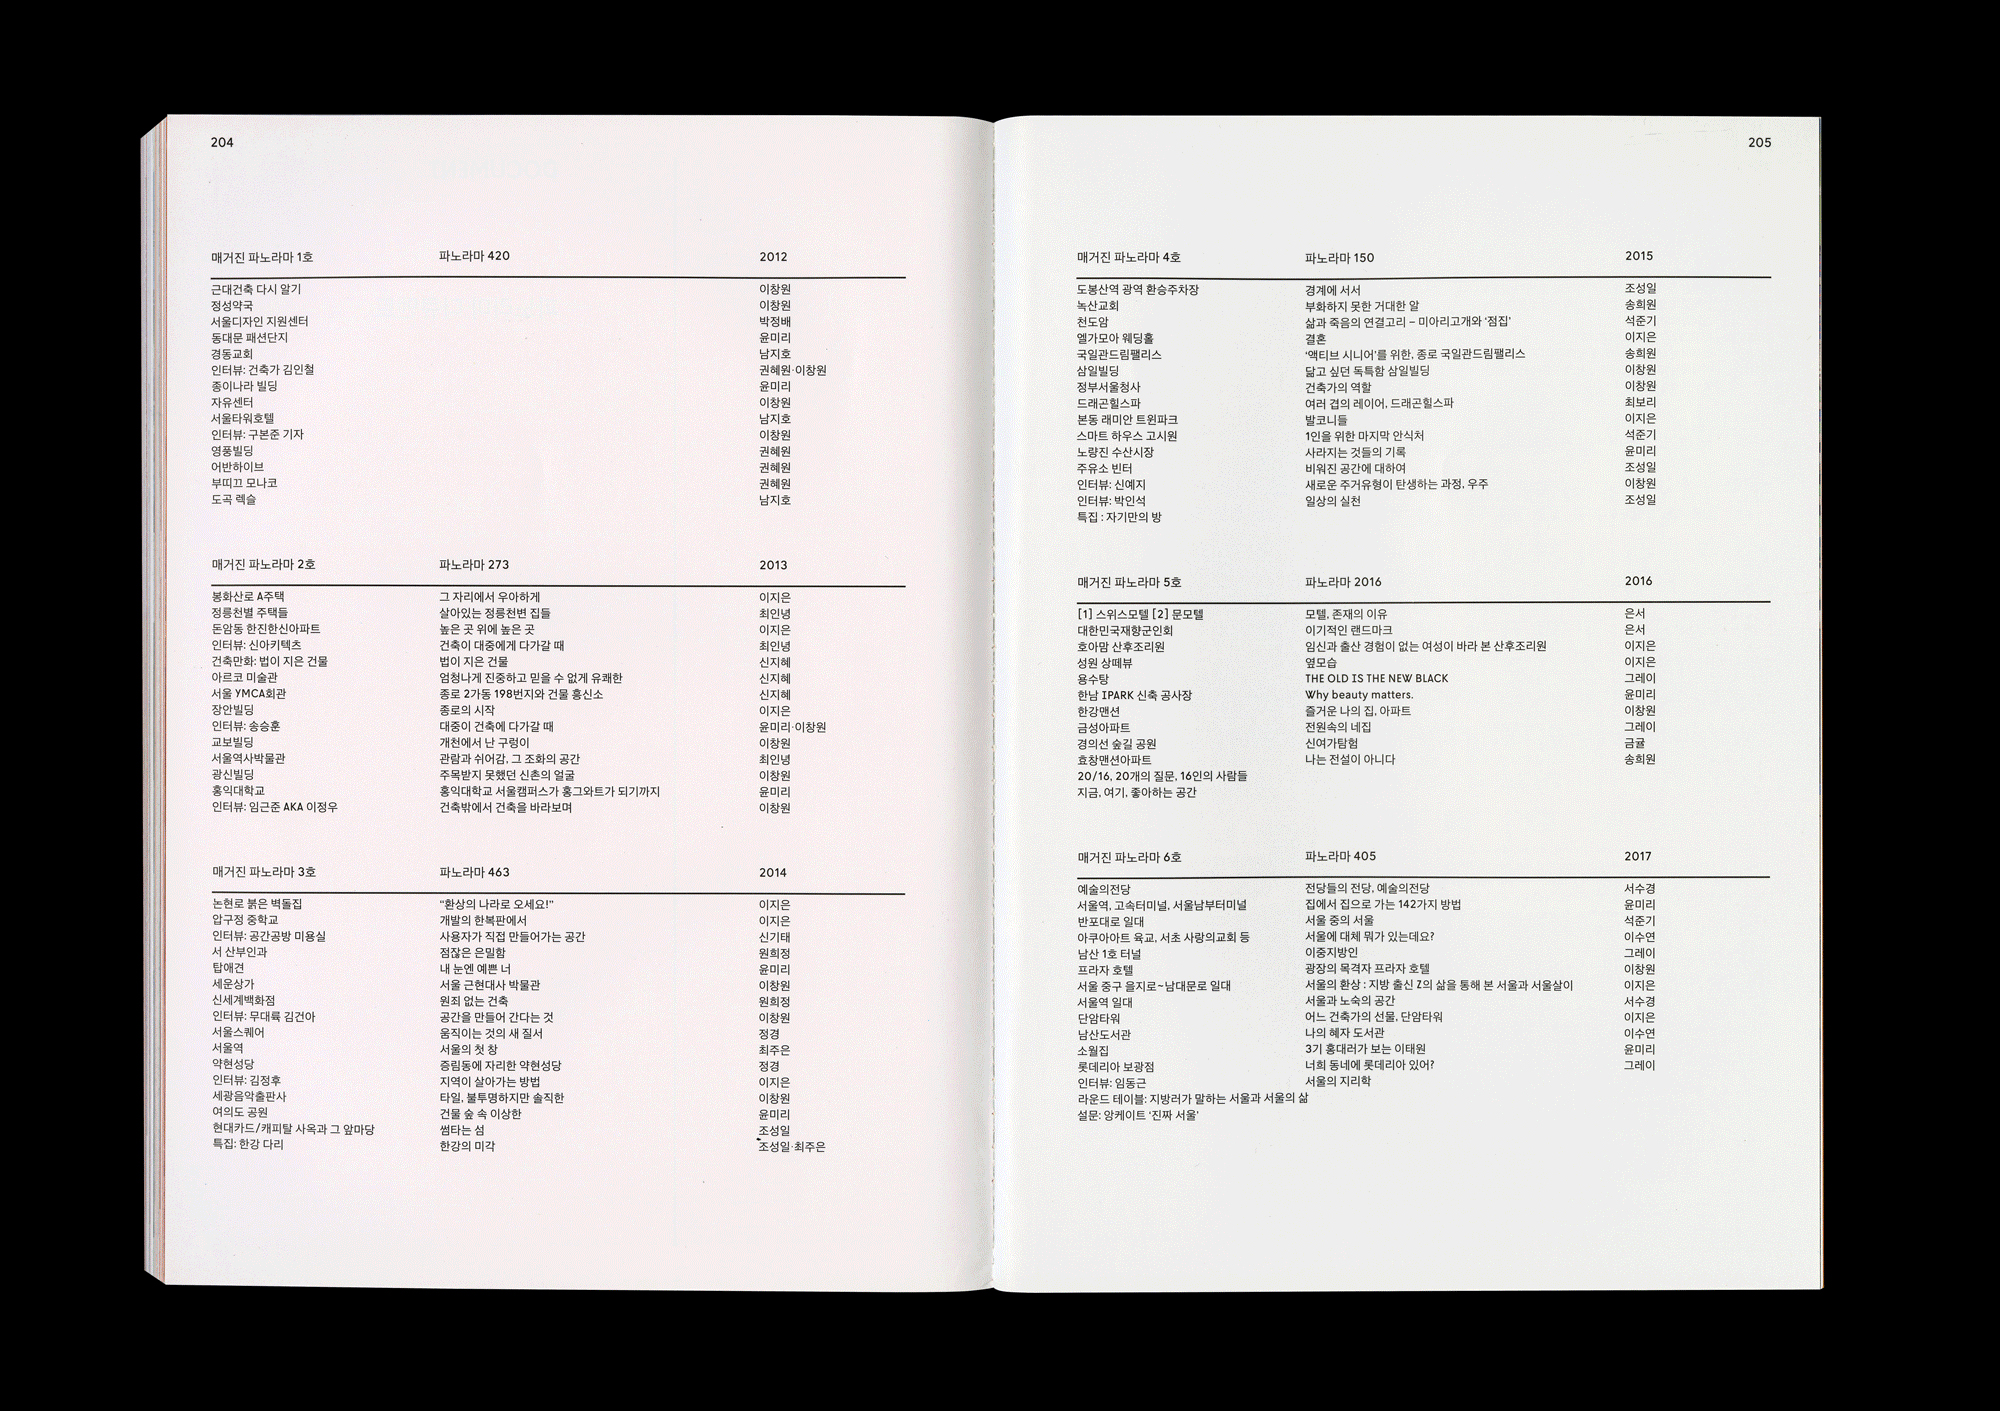 204
매거진 파노라마 1호 파노라마 420 2012
근대건축 다시 알기 이창원
정성약국 이창원
서울디자인 지원센터 박정배
동대문 패션단지 윤미리
경동교회 남지호
인터뷰: 건축가 김인철 권혜원·이창원
종이나라 빌딩 윤미리
자유센터 이창원
서울타워호텔 남지호
인터뷰: 구본준 기자 이창원
영풍빌딩 권혜원
어반하이브 권혜원
부띠끄 모나코 권혜원
도곡 렉슬 남지호
매거진 파노라마 2호 파노라마 273 2013
봉화산로 A주택 그 자리에서 우아하게 이지은
정릉천별 주택들 살아있는 정릉천변 집들 최인녕
돈암동 한진한신아파트 높은 곳 위에 높은 곳 이지은
인터뷰: 신아키텍츠 건축이 대중에게 다가갈 때 최인녕
건축만화: 법이 지은 건물 법이 지은 건물 신지혜
아르코 미술관 엄청나게 진중하고 믿을 수 없게 유쾌한 신지혜
서울 YMCA회관 종로 2가동 198번지와 건물 흥신소 신지혜
장안빌딩 종로의 시작 이지은
인터뷰: 송승훈 대중이 건축에 다가갈 때 윤미리·이창원
교보빌딩 개천에서 난 구렁이 이창원
서울역사박물관 관람과 쉬어감, 그 조화의 공간 최인녕
광신빌딩 주목받지 못했던 신촌의 얼굴 이창원
홍익대학교 홍익대학교 서울캠퍼스가 홍그와트가 되기까지 윤미리
인터뷰: 임근준 AKA 이정우 건축밖에서 건축을 바라보며 이창원
매거진 파노라마 3호 파노라마 463 2014
논현로 붉은 벽돌집 “환상의 나라로 오세요!” 이지은
압구정 중학교 개발의 한복판에서 이지은
인터뷰: 공간공방 미용실 사용자가 직접 만들어가는 공간 신기태
서 산부인과 점잖은 은밀함 원희정
탑애견 내 눈엔 예쁜 너 윤미리
세운상가 서울 근현대사 박물관 이창원
신세계백화점 원죄 없는 건축 원희정
인터뷰: 무대륙 김건아 공간을 만들어 간다는 것 이창원
서울스퀘어 움직이는 것의 새 질서 정경
서울역 서울의 첫 창 최주은
약현성당 중림동에 자리한 약현성당 정경
인터뷰: 김정후 지역이 살아가는 방법 이지은
세광음악출판사 타일, 불투명하지만 솔직한 이창원
여의도 공원 건물 숲 속 이상한 윤미리
현대카드/캐피탈 사옥과 그 앞마당 썸타는 섬 조성일
특집: 한강 다리 한강의 미각 조성일·최주은
205
매거진 파노라마 4호 파노라마 150 2015
도봉산역 광역 환승주차장 경계에 서서 조성일
녹산교회 부화하지 못한 거대한 알 송희원
천도암 삶과 죽음의 연결고리 – 미아리고개와 ‘점집’ 석준기
엘가모아 웨딩홀 결혼 이지은
국일관드림팰리스 ‘액티브 시니어’를 위한, 종로 국일관드림팰리스 송희원
삼일빌딩 닮고 싶던 독특함 삼일빌딩 이창원
정부서울청사 건축가의 역할 이창원
드래곤힐스파 여러 겹의 레이어, 드래곤힐스파 최보리
본동 래미안 트윈파크 발코니들 이지은
스마트 하우스 고시원 1인을 위한 마지막 안식처 석준기
노량진 수산시장 사라지는 것들의 기록 윤미리
주유소 빈터 비워진 공간에 대하여 조성일
인터뷰: 신예지 새로운 주거유형이 탄생하는 과정, 우주 이창원
인터뷰: 박인석 일상의 실천 조성일
특집 : 자기만의 방
매거진 파노라마 5호 파노라마 2016 2016
[1] 스위스모텔 [2] 문모텔 모텔, 존재의 이유 은서
대한민국재향군인회 이기적인 랜드마크 은서
호아맘 산후조리원 임신과 출산 경험이 없는 여성이 바라 본 산후조리원 이지은
성원 상떼뷰 옆모습 이지은
용수탕 THE OLD IS THE NEW BLACK 그레이
한남 IPARK 신축 공사장 Why beauty matters. 윤미리
한강맨션 즐거운 나의 집, 아파트 이창원
금성아파트 전원속의 네집 그레이
경의선 숲길 공원 신여가탐험 금귤
효창맨션아파트 나는 전설이 아니다 송희원
20/16, 20개의 질문, 16인의 사람들
지금, 여기, 좋아하는 공간
매거진 파노라마 6호 파노라마 405 2017
예술의전당 전당들의 전당, 예술의전당 서수경
서울역, 고속터미널, 서울남부터미널 집에서 집으로 가는 142가지 방법 윤미리
반포대로 일대 서울 중의 서울 석준기
아쿠아아트 육교, 서초 사랑의교회 등 서울에 대체 뭐가 있는데요? 이수연
남산 1호 터널 이중지방인 그레이
프라자 호텔 광장의 목격자 프라자 호텔 이창원
서울 중구 을지로~남대문로 일대 서울의 환상 : 지방 출신 Z의 삶을 통해 본 서울과 서울살이 이지은
서울역 일대 서울과 노숙의 공간 서수경
단암타워 어느 건축가의 선물, 단암타워 이지은
남산도서관 나의 혜자 도서관 이수연
소월집 3기 홍대러가 보는 이태원 윤미리
롯데리아 보광점 너희 동네에 롯데리아 있어? 그레이
인터뷰: 임동근 서울의 지리학
라운드 테이블: 지방러가 말하는 서울과 서울의 삶
설문: 앙케이트 ‘진짜 서울’